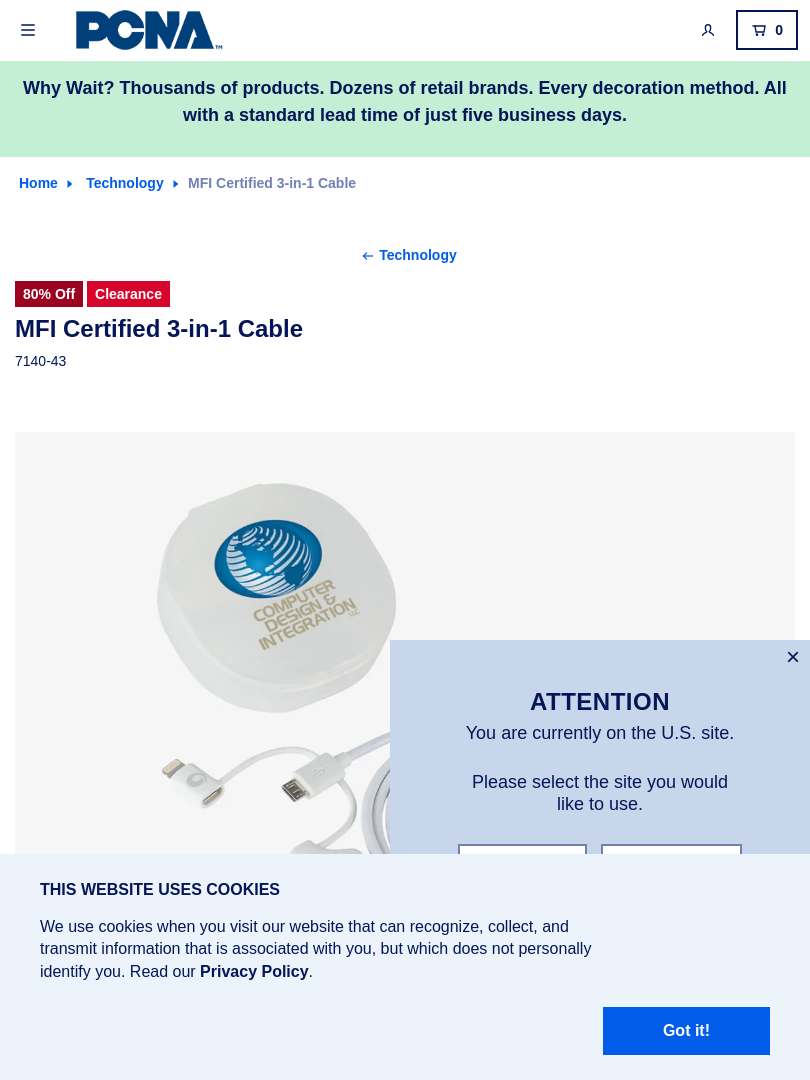 PCNA™
0
Why Wait? Thousands of products. Dozens of retail brands. Every decoration method. All
with a standard lead time of just five business days.
Home Technology MFI Certified 3-in-1 Cable
Technology
80% Off Clearance
MFI Certified 3-in-1 Cable
7140-43
COMPUTER
DESIGN &
INTEGRATION LLC
ATTENTION
You are currently on the U.S. site.
Please select the site you would
like to use.
THIS WEBSITE USES COOKIES
We use cookies when you visit our website that can recognize, collect, and
transmit information that is associated with you, but which does not personally
identify you. Read our Privacy Policy.
Got it!